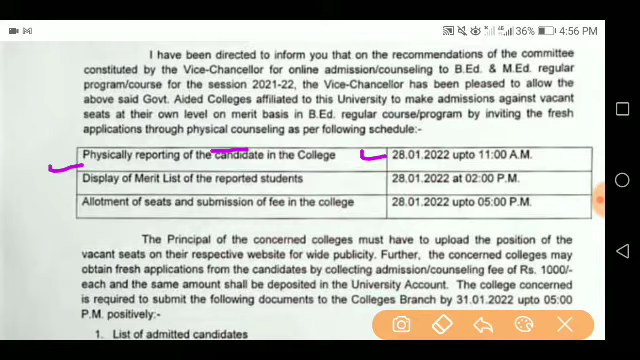 36% 4:56 PM
I have been directed to inform you that on the recommendations of the committee
constituted by the Vice-Chancellor for online admission/counseling to B.Ed. & M.Ed. regular
program/course for the session 2021-22, the Vice-Chancellor has been pleased to allow the
above said Govt. Aided Colleges affiliated to this University to make admissions against vacant
seats at their own level on merit basis in B.Ed. regular course/program by inviting the fresh
applications through physical counseling as per following schedule:-
Physically reporting of the candidate in the College 28.01.2022 upto 11:00 A.M.
Display of Merit List of the reported students 28.01.2022 at 02:00 P.M.
Allotment of seats and submission of fee in the college 28.01.2022 upto 05:00 P.M.
The Principal of the concerned colleges must have to upload the position of the
vacant seats on their respective website for wide publicity. Further, the concerned colleges may
obtain fresh applications from the candidates by collecting admission/counseling fee of Rs. 1000/-
each and the same amount shall be deposited in the University Account. The college concerned
is required to submit the following documents to the Colleges Branch by 31.01.2022 upto 05:00
P.M. positively:-
1. List of admitted candidates